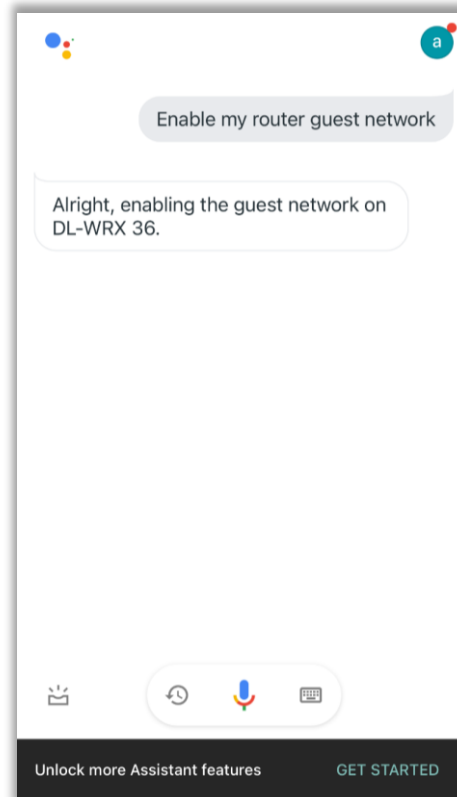 a
Enable my router guest network
Alright, enabling the guest network on
DL-WRX 36.
Unlock more Assistant features
GET STARTED